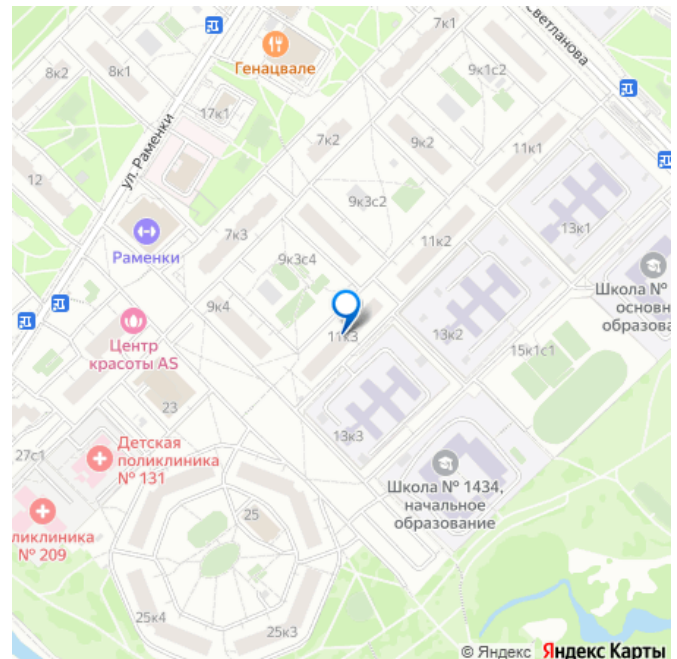 7к1
Светланова
Генацвале
8к2
8к1
9к1с2
17к1
7к2
9к2
11к1
ул. Раменки
12
9к3с2
13к1
7к3
11к2
Раменки
9к3с4
Школа №
основн
образова
9к4
11к3
13к2
Центр
красоты AS
15к1с1
23
13к3
27с1
Детская
поликлиника
№ 131
Школа № 1434,
начальное
образование
25
ликлиника
№ 209
25к4
25к3
© Яндекс Яндекс Карты